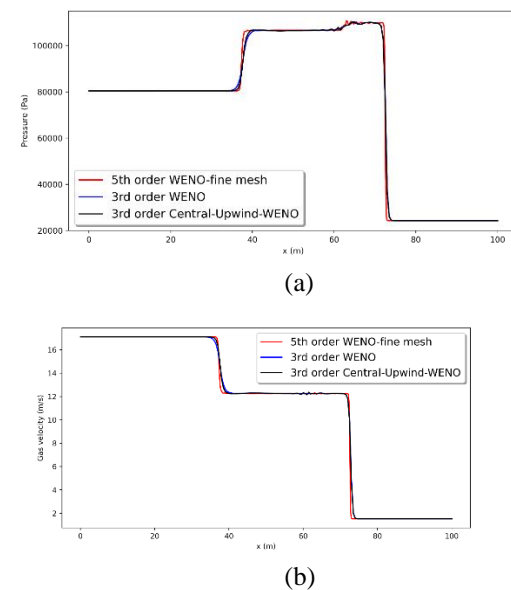 100000
80000
60000
40000
20000
Pressure (Pa)
5th order WENO-fine mesh
3rd order WENO
3rd order Central-Upwind-WENO
0 20 40 60 80 100
x (m)
(a)
16
14
12
10
8
6
4
2
Gas velocity (m/s)
5th order WENO-fine mesh
3rd order WENO
3rd order Central-Upwind-WENO
0 20 40 60 80 100
x (m)
(b)